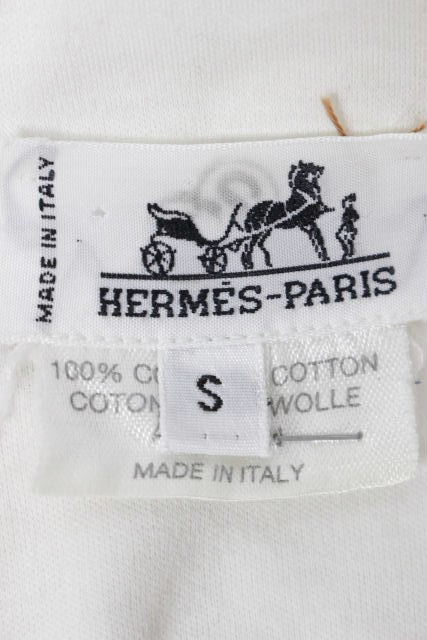 MADE IN ITALY
HERMÈS-PARIS
100% CO COTTON
S
COTON WOLLE
MADE IN ITALY